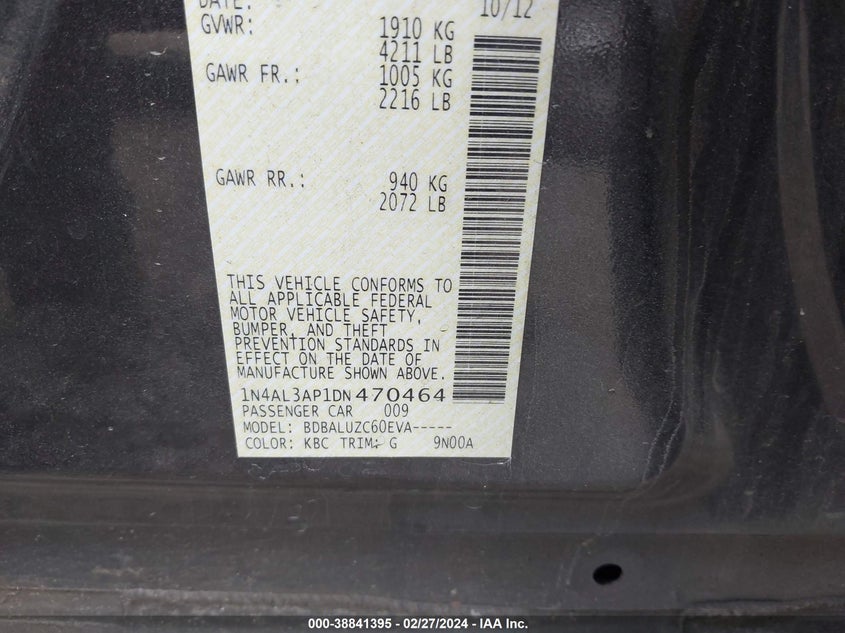 DATE: 10/12
GVWR: 1910 KG
4211 LB
GAWR FR.: 1005 KG
2216 LB
GAWR RR.: 940 KG
2072 LB
THIS VEHICLE CONFORMS TO
ALL APPLICABLE FEDERAL
MOTOR VEHICLE SAFETY,
BUMPER, AND THEFT
PREVENTION STANDARDS IN
EFFECT ON THE DATE OF
MANUFACTURE SHOWN ABOVE.
1N4AL3AP1DN470464
PASSENGER CAR 009
MODEL: BDBALUZC60EVA-----
COLOR: KBC TRIM: G 9N00A
000-38841395 - 02/27/2024 - IAA Inc.